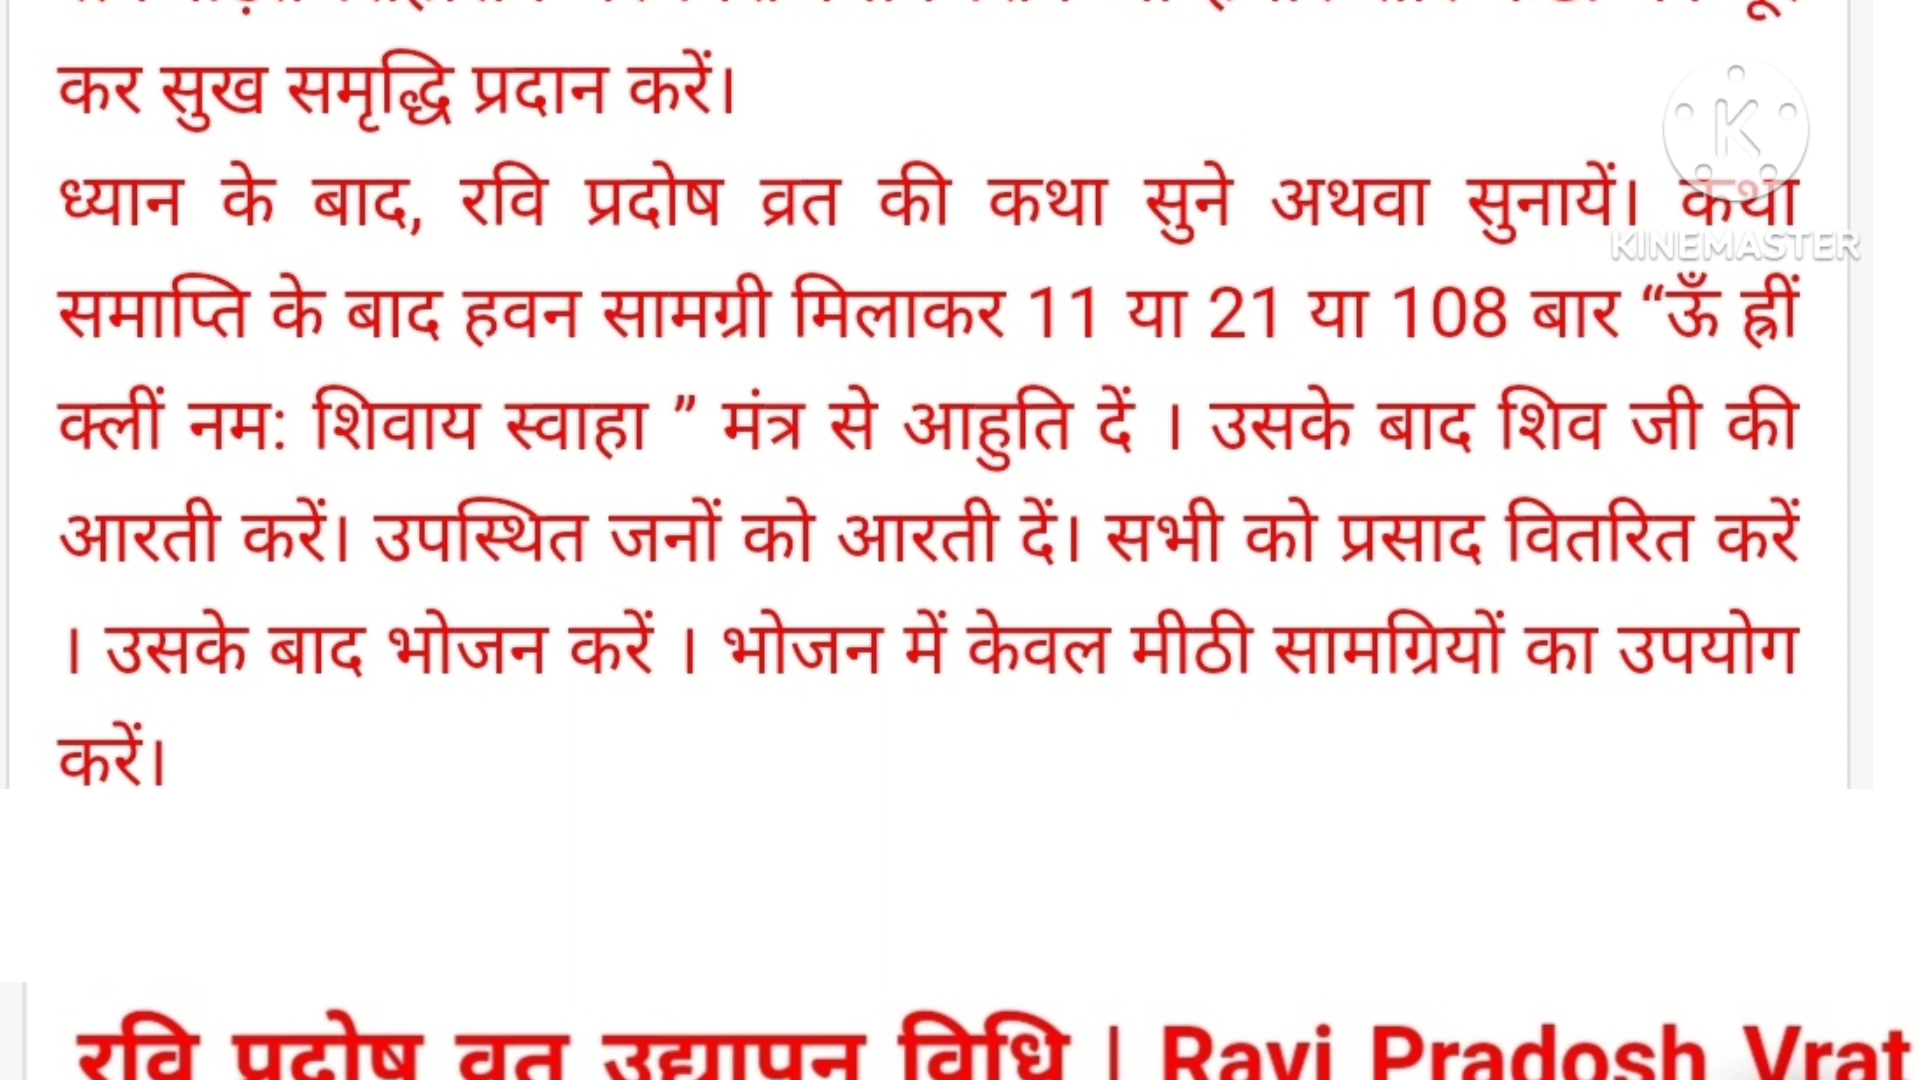 कर सुख समृद्धि प्रदान करें।
ध्यान के बाद, रवि प्रदोष व्रत की कथा सुने अथवा सुनायें। कथा
KINEMASTER
समाप्ति के बाद हवन सामग्री मिलाकर 11 या 21 या 108 बार “ऊँ ह्रीं
क्लीं नम: शिवाय स्वाहा ” मंत्र से आहुति दें । उसके बाद शिव जी की
आरती करें। उपस्थित जनों को आरती दें। सभी को प्रसाद वितरित करें
। उसके बाद भोजन करें । भोजन में केवल मीठी सामग्रियों का उपयोग
करें।
रवि प्रदोष व्रत उद्यापन विधि | Ravi Pradosh Vrat